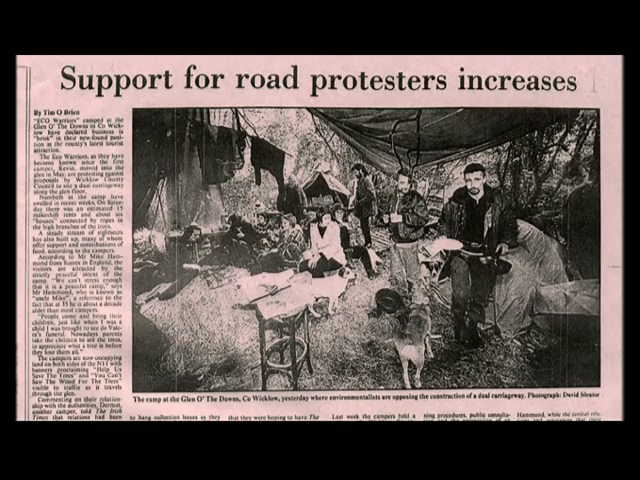 Support for road protesters increases
By Tim O Brien
"ECO Warriors" camped at the
Glen O' The Downs in Co Wick-
low have declared business is
"brisk" in their new-found posi-
tion as the county's latest tourist
attraction.
The Eco Warriors, as they have
become known since the first
camper, Kevin, moved into the
glen in May, are protesting against
proposals by Wicklow County
Council to site a dual carriageway
along the glen floor.
Numbers at the camp have
swelled in recent weeks. On Satur-
day there was an estimated 15
makeshift tents and about six
"houses" connected by ropes in
the high branches of the trees.
A steady stream of sightseers
has also built up, many of whom
offer support and contributions of
food, according to the campers.
According to Mr Mike Ham-
mond from Sussex in England, the
visitors are attracted by the
strictly peaceful intent of the
camp. "We can't stress enough
that it is a peaceful camp," says
Mr Hammond, who is known as
"uncle Mike", a reference to the
fact that at 35 he is about a decade
older than most campers.
"People come and bring their
children, just like when I was a
child I was brought to see de Vale-
ra's funeral. Nowadays parents
take the children to see the trees,
to appreciate what a tree is before
they lose them all."
The campers are now occupying
land on both sides of the N11 with
banners proclaiming "Help Us
Save The Trees" and "You Can't
Saw The Wood For The Trees"
visible to traffic as it travels
through the glen.
Commenting on their relation-
ship with the authorities, Dermot,
another camper, told The Irish
Times that relations had been
The camp at the Glen O' The Downs, Co Wicklow, yesterday where environmentalists are opposing the construction of a dual carriageway. Photograph: David Sleator
to hang collection boxes as they
that they were hoping to have The
Last week the campers held a
ning procedures, public consulta-
Hammond, while the central rela-